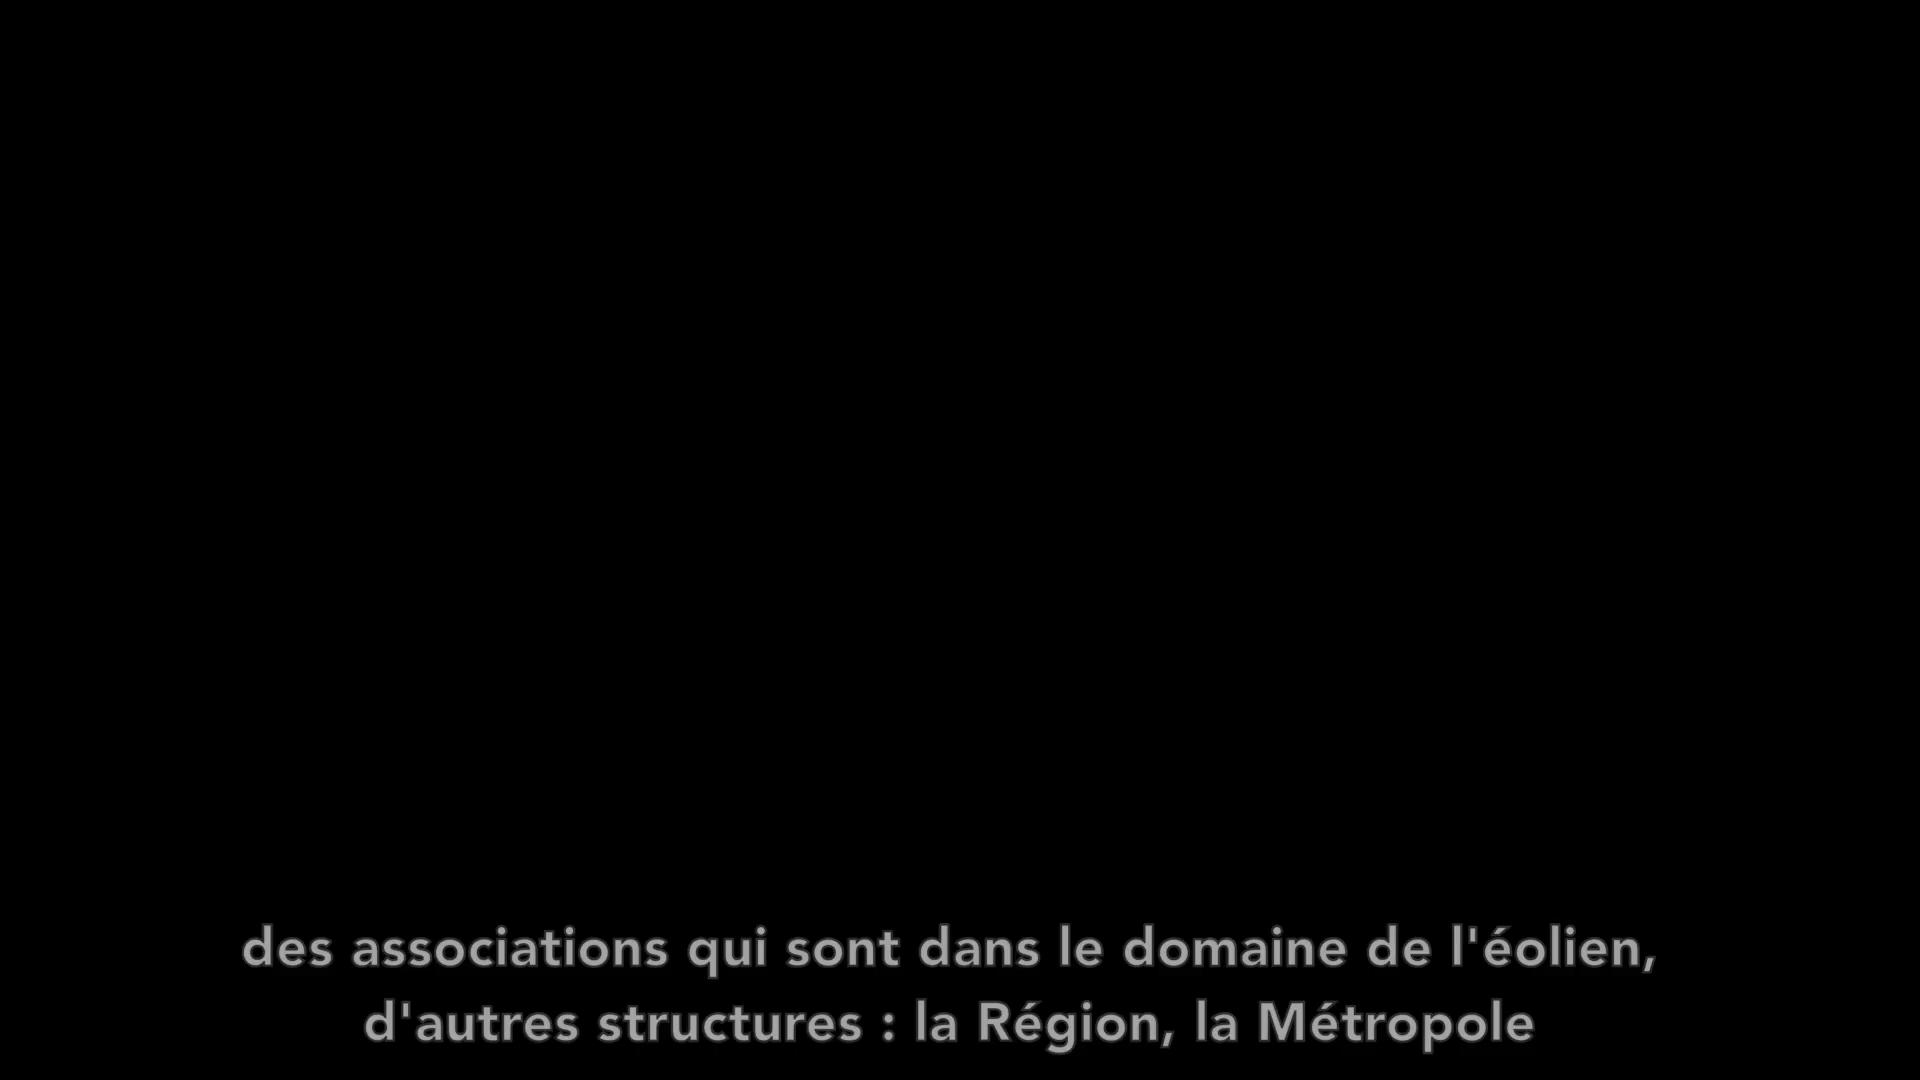 des associations qui sont dans le domaine de l'éolien,
d'autres structures : la Région, la Métropole